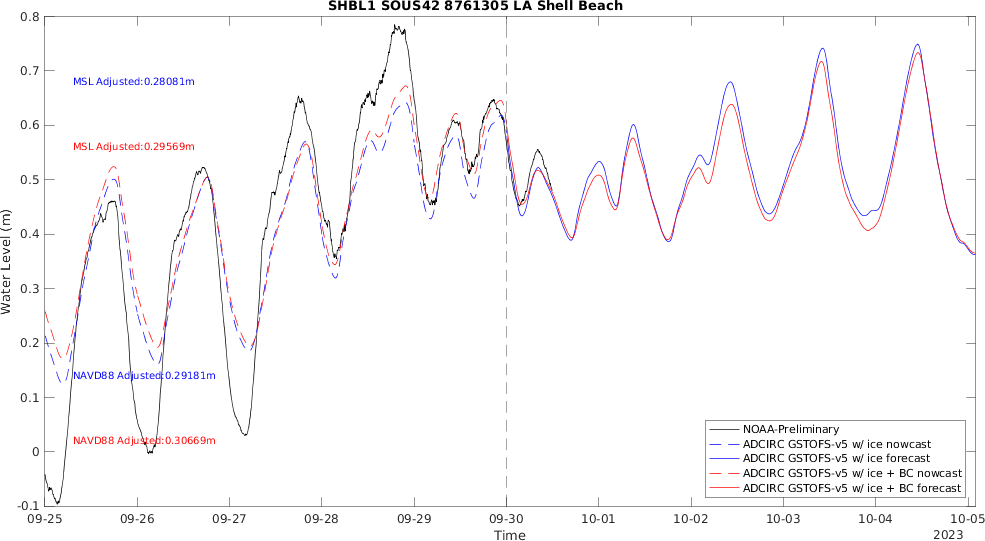 SHBL1 SOUS42 8761305 LA Shell Beach
0.8
0.7
0.6
0.5
0.4
0.3
0.2
0.1
0
-0.1
Water Level (m)
MSL Adjusted:0.28081m
MSL Adjusted:0.29569m
NAVD88 Adjusted:0.29181m
NAVD88 Adjusted:0.30669m
NOAA-Preliminary
ADCIRC GSTOFS-v5 w/ ice nowcast
ADCIRC GSTOFS-v5 w/ ice forecast
ADCIRC GSTOFS-v5 w/ ice + BC nowcast
ADCIRC GSTOFS-v5 w/ ice + BC forecast
09-25 09-26 09-27 09-28 09-29 09-30 10-01 10-02 10-03 10-04 10-05
Time
2023